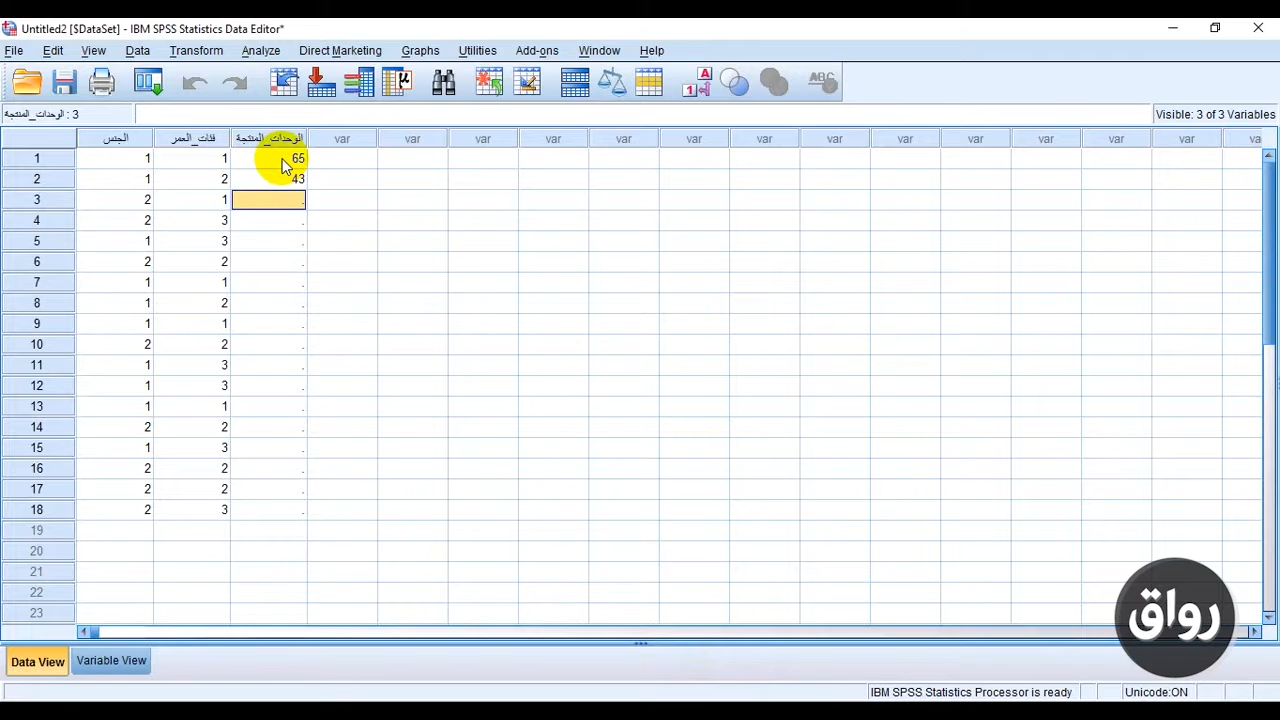 Untitled2 [$DataSet] - IBM SPSS Statistics Data Editor*
File Edit View Data Transform Analyze Direct Marketing Graphs Utilities Add-ons Window Help
3 : الوحدات_المنتجة
Visible: 3 of 3 Variables
الجنس فئات_العمر الوحدات_المنتجة var var var var var var var var var var var var var va
1 1 1 65
2 1 2 43
3 2 1 .
4 2 3 .
5 1 3 .
6 2 2 .
7 1 1 .
8 1 2 .
9 1 1 .
10 2 2 .
11 1 3 .
12 1 3 .
13 1 1 .
14 2 2 .
15 1 3 .
16 2 2 .
17 2 2 .
18 2 3 .
19
20
21
22
23
رواق
Data View Variable View
IBM SPSS Statistics Processor is ready Unicode:ON